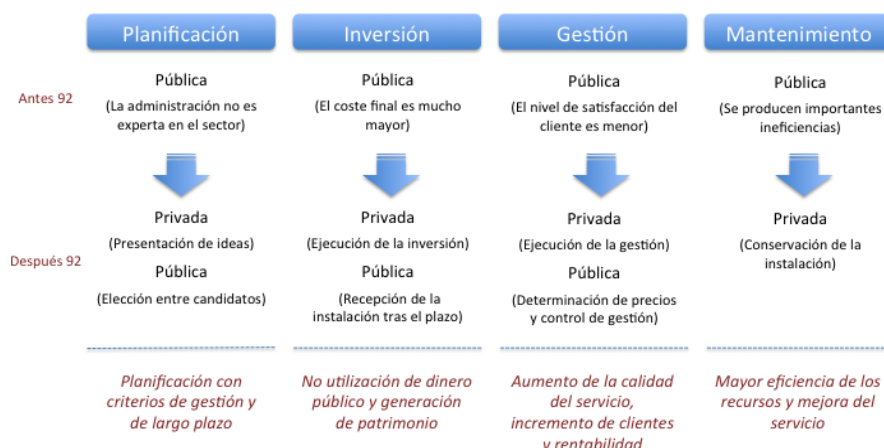 Planificación
Inversión
Gestión
Mantenimiento
Antes 92
Pública
(La administración no es
experta en el sector)
Pública
(El coste final es mucho
mayor)
Pública
(El nivel de satisfacción del
cliente es menor)
Pública
(Se producen importantes
ineficiencias)
Después 92
Privada
(Presentación de ideas)
Pública
(Elección entre candidatos)
Privada
(Ejecución de la inversión)
Pública
(Recepción de la
instalación tras el plazo)
Privada
(Ejecución de la gestión)
Pública
(Determinación de precios
y control de gestión)
Privada
(Conservación de la
instalación)
Planificación con
criterios de gestión y
de largo plazo
No utilización de dinero
público y generación
de patrimonio
Aumento de la calidad
del servicio,
incremento de clientes
y rentabilidad
Mayor eficiencia de los
recursos y mejora del
servicio